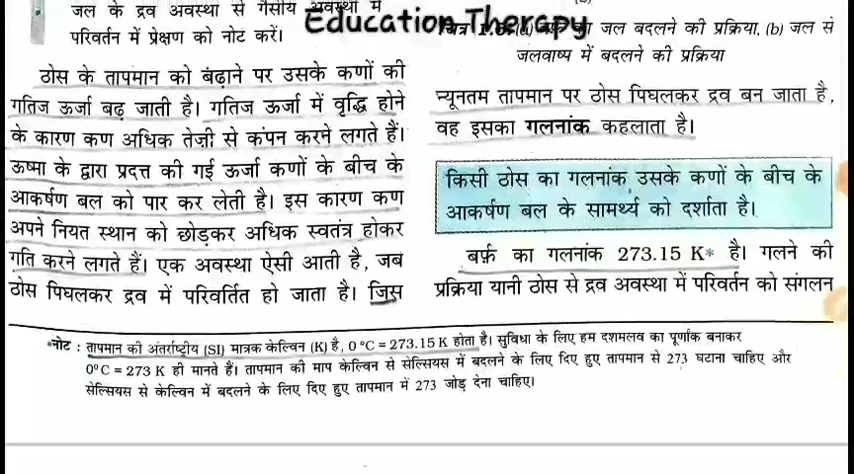 जल के द्रव अवस्था से गैसीय अवस्था में
परिवर्तन में प्रेक्षण को नोट करें।
ठोस के तापमान को बढ़ाने पर उसके कणों की
गतिज ऊर्जा बढ़ जाती है। गतिज ऊर्जा में वृद्धि होने
के कारण कण अधिक तेज़ी से कंपन करने लगते हैं।
ऊष्मा के द्वारा प्रदत्त की गई ऊर्जा कणों के बीच के
आकर्षण बल को पार कर लेती है। इस कारण कण
अपने नियत स्थान को छोड़कर अधिक स्वतंत्र होकर
गति करने लगते हैं। एक अवस्था ऐसी आती है, जब
ठोस पिघलकर द्रव में परिवर्तित हो जाता है। जिस
Education Therapy
जल बदलने की प्रक्रिया, (b) जल सं
जलवाष्प में बदलने की प्रक्रिया
न्यूनतम तापमान पर ठोस पिघलकर द्रव बन जाता है,
वह इसका गलनांक कहलाता है।
किसी ठोस का गलनांक उसके कणों के बीच के
आकर्षण बल के सामर्थ्य को दर्शाता है।
बर्फ़ का गलनांक 273.15 K* है। गलने की
प्रक्रिया यानी ठोस से द्रव अवस्था में परिवर्तन को संगलन
*नोट : तापमान की अंतर्राष्ट्रीय (SI) मात्रक केल्विन (K) है, 0 °C = 273.15 K होता है। सुविधा के लिए हम दशमलव का पूर्णांक बनाकर
0°C = 273 K ही मानते हैं। तापमान की माप केल्विन से सेल्सियस में बदलने के लिए दिए हुए तापमान से 273 घटाना चाहिए और
सेल्सियस से केल्विन में बदलने के लिए दिए हुए तापमान में 273 जोड़ देना चाहिए।